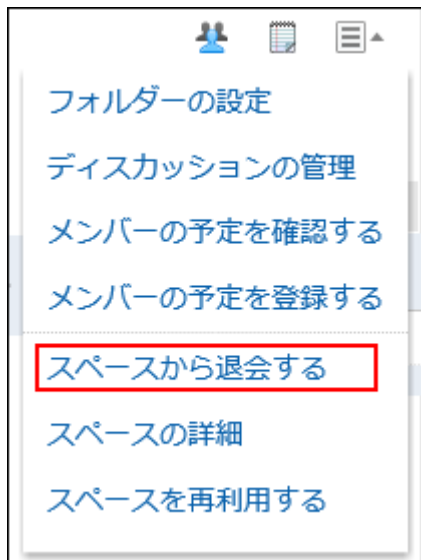 フォルダーの設定
ディスカッションの管理
メンバーの予定を確認する
メンバーの予定を登録する
スペースから退会する
スペースの詳細
スペースを再利用する